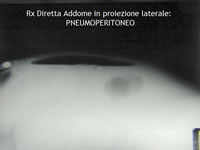 Rx Diretta Addome in proiezione laterale:
PNEUMOPERITONEO